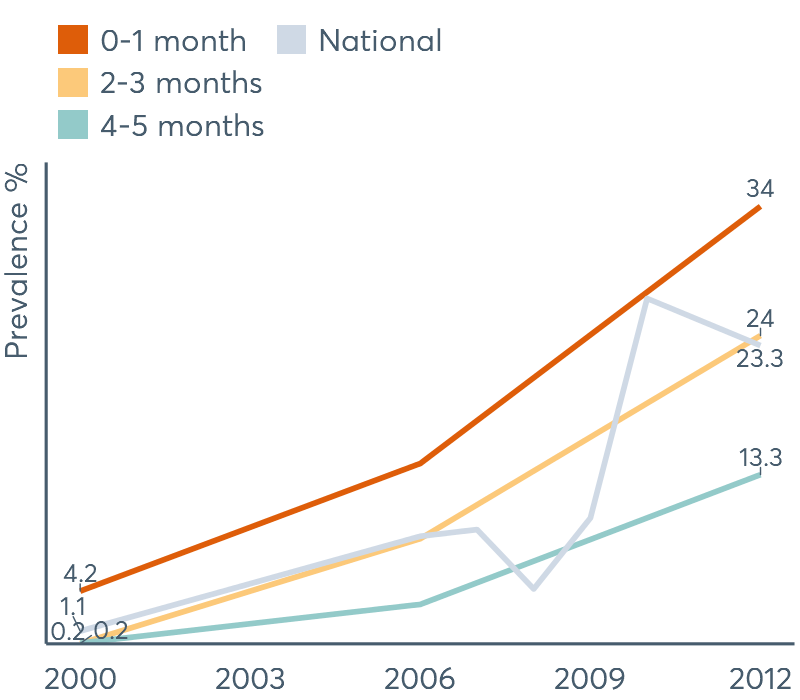 0-1 month National
2-3 months
4-5 months
Prevalence %
34
24
23.3
13.3
4.2
1.1
0.2 0.2
2000 2003 2006 2009 2012